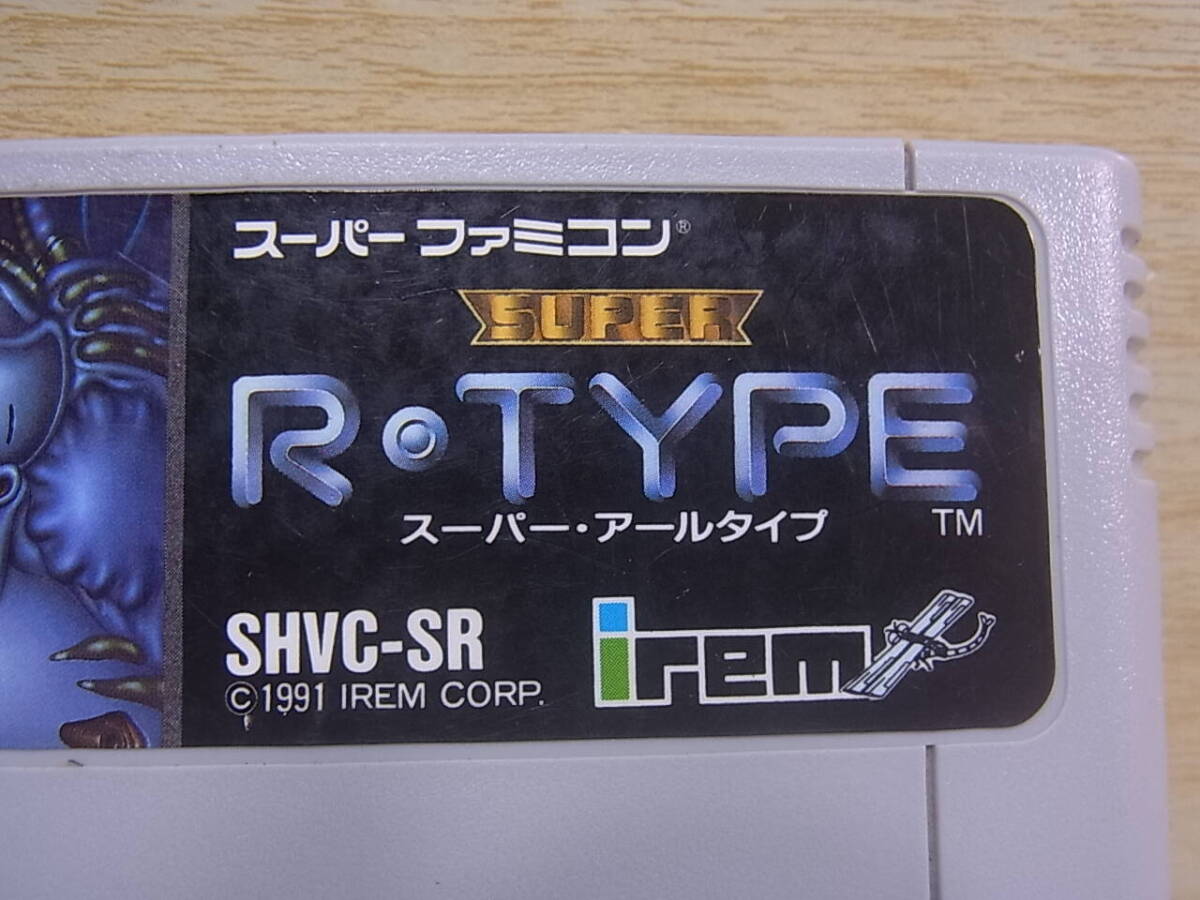 スーパーファミコン®
SUPER
R•TYPE
TM
スーパー・アールタイプ
SHVC-SR
©1991 IREM CORP.
irem